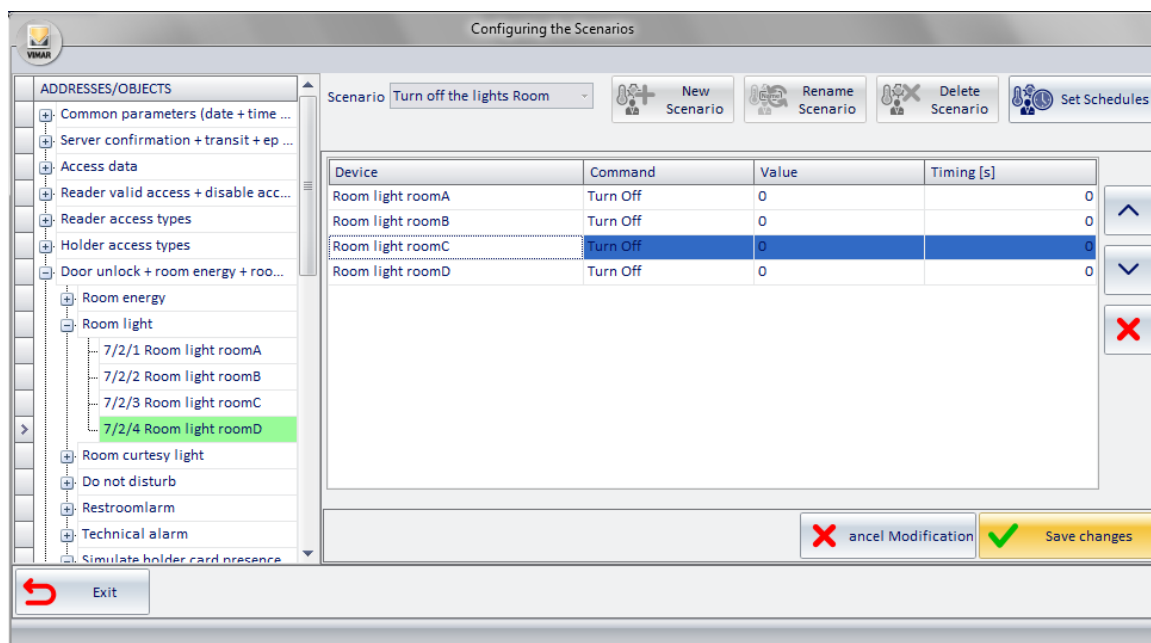 Configuring the Scenarios
VIMAR
ADDRESSES/OBJECTS
Common parameters (date + time ...
Server confirmation + transit + ep ...
Access data
Reader valid access + disable acc...
Reader access types
Holder access types
Door unlock + room energy + roo...
Room energy
Room light
7/2/1 Room light roomA
7/2/2 Room light roomB
7/2/3 Room light roomC
7/2/4 Room light roomD
Room curtesy light
Do not disturb
Restroomlarm
Technical alarm
Simulate holder card presence
Scenario Turn off the lights Room
New
Scenario
Rename
Scenario
Delete
Scenario
Set Schedules
Device Command Value Timing [s]
Room light roomA Turn Off 0 0
Room light roomB Turn Off 0 0
Room light roomC Turn Off 0 0
Room light roomD Turn Off 0 0
ancel Modification
Save changes
Exit